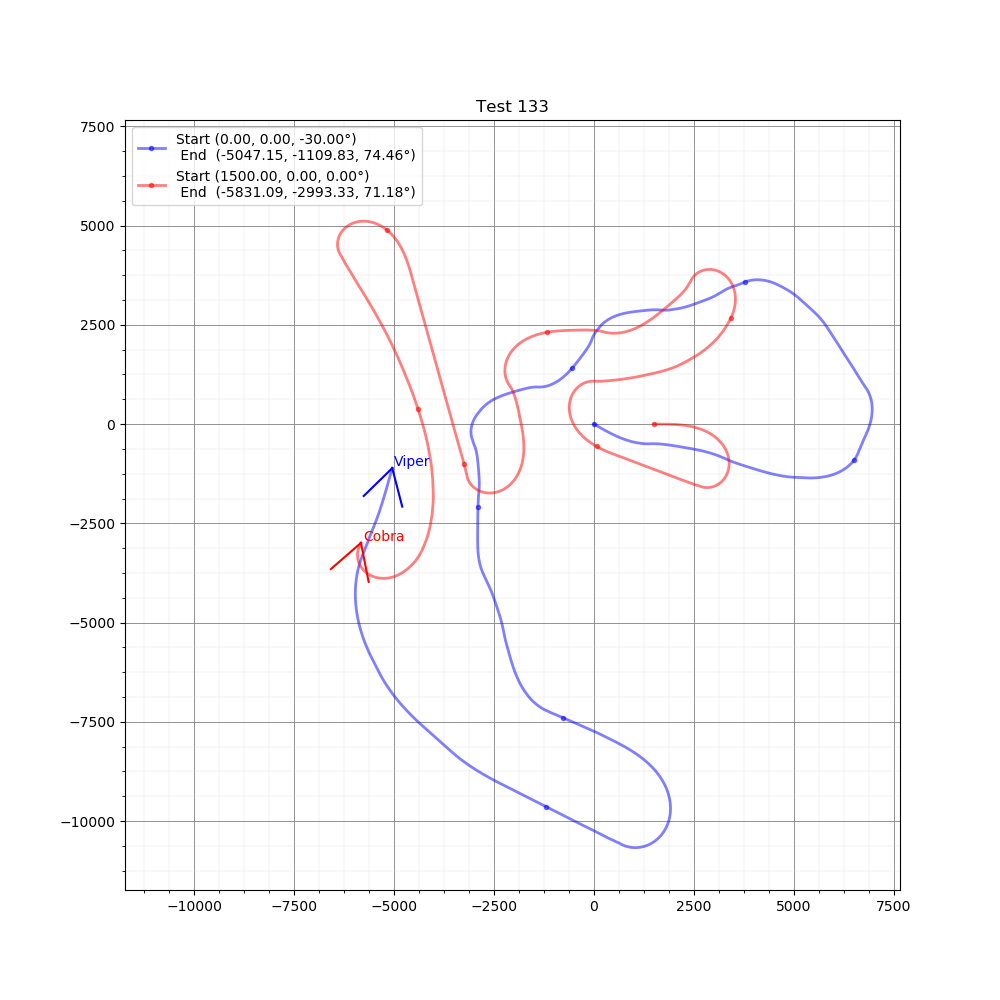 Test 133
Start (0.00, 0.00, -30.00°)
End  (-5047.15, -1109.83, 74.46°)
Start (1500.00, 0.00, 0.00°)
End  (-5831.09, -2993.33, 71.18°)
7500
5000
2500
0
−2500
−5000
−7500
−10000
Viper
Cobra
−10000 −7500 −5000 −2500 0 2500 5000 7500